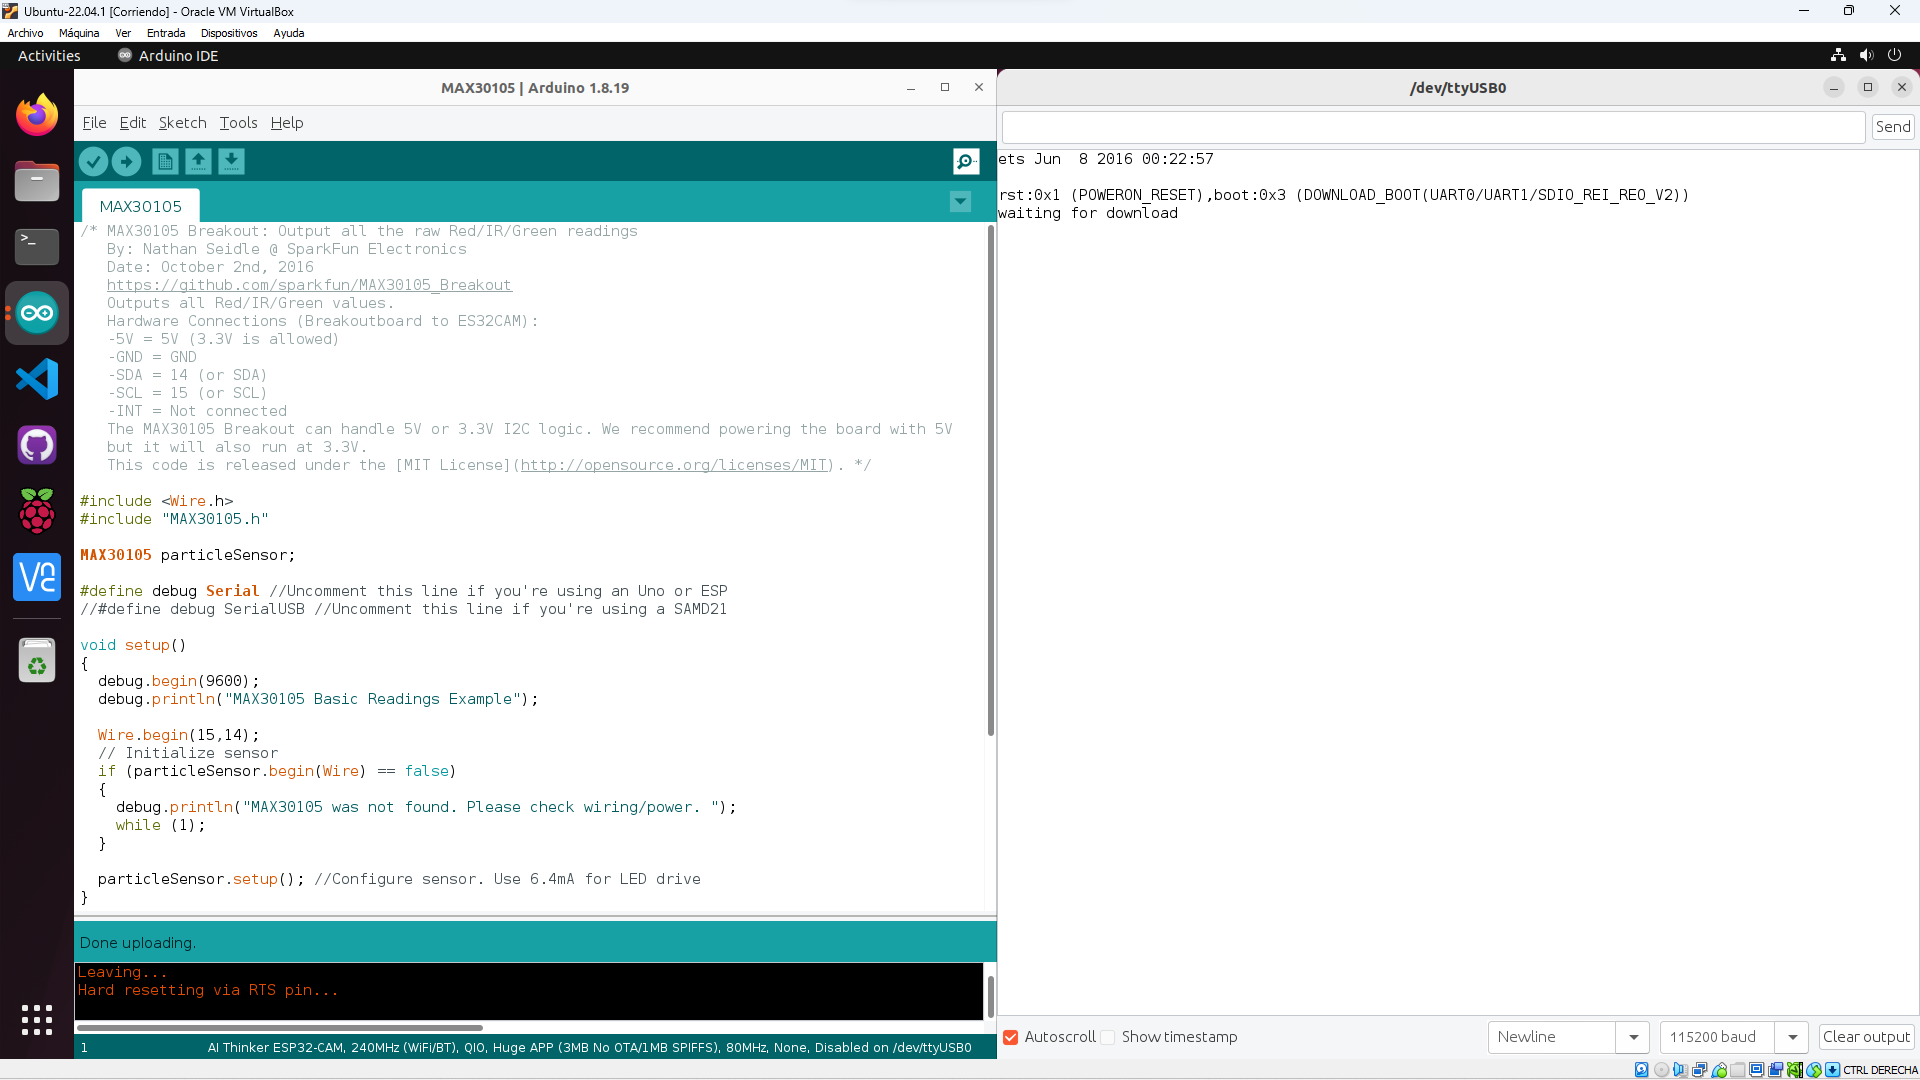 Ubuntu-22.04.1 [Corriendo] - Oracle VM VirtualBox
Archivo Máquina Ver Entrada Dispositivos Ayuda
Activities Arduino IDE
MAX30105 | Arduino 1.8.19
File Edit Sketch Tools Help
MAX30105
/* MAX30105 Breakout: Output all the raw Red/IR/Green readings
By: Nathan Seidle @ SparkFun Electronics
Date: October 2nd, 2016
https://github.com/sparkfun/MAX30105_Breakout
Outputs all Red/IR/Green values.
Hardware Connections (Breakoutboard to ES32CAM):
-5V = 5V (3.3V is allowed)
-GND = GND
-SDA = 14 (or SDA)
-SCL = 15 (or SCL)
-INT = Not connected
The MAX30105 Breakout can handle 5V or 3.3V I2C logic. We recommend powering the board with 5V
but it will also run at 3.3V.
This code is released under the [MIT License](http://opensource.org/licenses/MIT). */
#include <Wire.h>
#include "MAX30105.h"
MAX30105 particleSensor;
#define debug Serial //Uncomment this line if you're using an Uno or ESP
//#define debug SerialUSB //Uncomment this line if you're using a SAMD21
void setup()
{
debug.begin(9600);
debug.println("MAX30105 Basic Readings Example");
Wire.begin(15,14);
// Initialize sensor
if (particleSensor.begin(Wire) == false)
{
debug.println("MAX30105 was not found. Please check wiring/power. ");
while (1);
}
particleSensor.setup(); //Configure sensor. Use 6.4mA for LED drive
}
Done uploading.
Leaving...
Hard resetting via RTS pin...
1 AI Thinker ESP32-CAM, 240MHz (WiFi/BT), QIO, Huge APP (3MB No OTA/1MB SPIFFS), 80MHz, None, Disabled on /dev/ttyUSB0
/dev/ttyUSB0
Send
ets Jun  8 2016 00:22:57
rst:0x1 (POWERON_RESET),boot:0x3 (DOWNLOAD_BOOT(UART0/UART1/SDIO_REI_REO_V2))
waiting for download
Autoscroll Show timestamp Newline 115200 baud Clear output
CTRL DERECHA